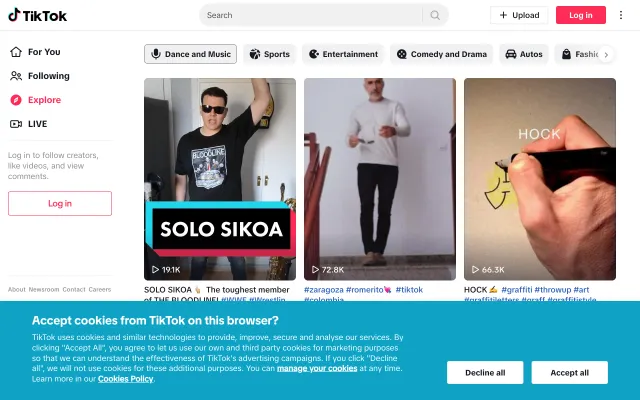 TikTok
Search
Upload
Log in
For You
Following
Explore
LIVE
Log in to follow creators,
like videos, and view
comments.
Log in
About Newsroom Contact Careers
Dance and Music
Sports
Entertainment
Comedy and Drama
Autos
Fashio
BLOODLINE
SOLO SIKOA
19.1K
SOLO SIKOA ☝🏻 The toughest member
of THE BLOODLINE! #WWE #Wrestlin
72.8K
#zaragoza #romerito💘 #tiktok
#colombia
HOCK
66.3K
HOCK ✍️ #graffiti #throwup #art
#graffitiletters #graff #graffitistyle
Accept cookies from TikTok on this browser?
TikTok uses cookies and similar technologies to provide, improve, secure and analyse our services. By
clicking "Accept All", you agree to let us use our own and third party cookies for marketing purposes
so that we can understand the effectiveness of TikTok's advertising campaigns. If you click "Decline
all", we will not use cookies for these additional purposes. You can manage your cookies at any time.
Learn more in our Cookies Policy.
Decline all
Accept all